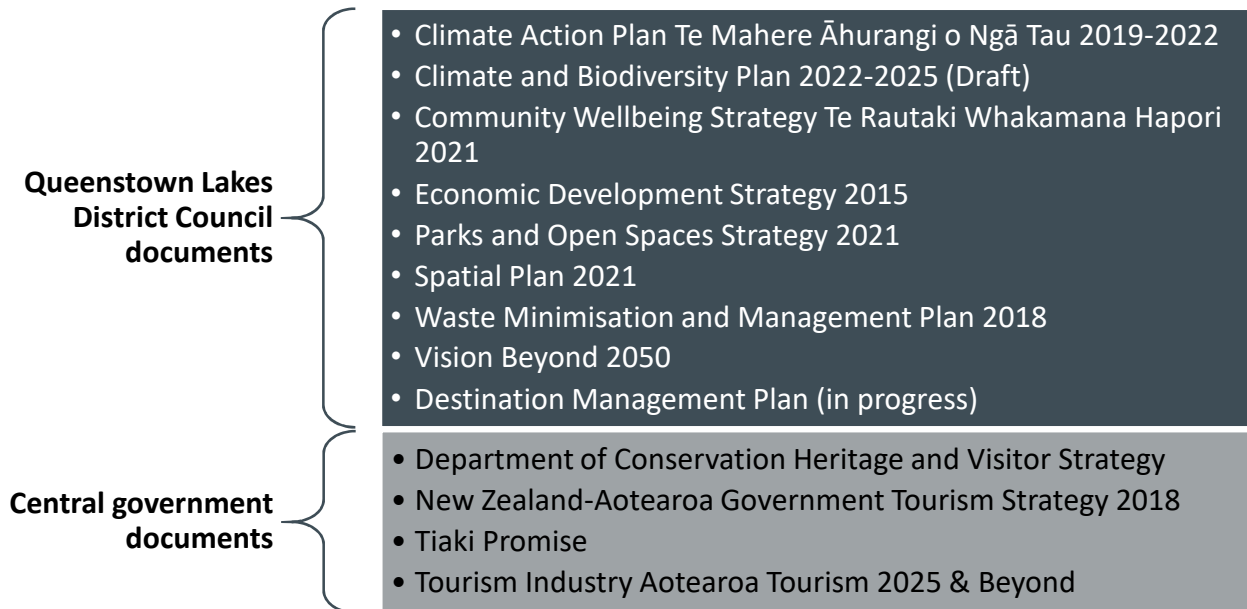 Queenstown Lakes
District Council
documents
• Climate Action Plan Te Mahere Āhurangi o Ngā Tau 2019-2022
• Climate and Biodiversity Plan 2022-2025 (Draft)
• Community Wellbeing Strategy Te Rautaki Whakamana Hapori
2021
• Economic Development Strategy 2015
• Parks and Open Spaces Strategy 2021
• Spatial Plan 2021
• Waste Minimisation and Management Plan 2018
• Vision Beyond 2050
• Destination Management Plan (in progress)
Central government
documents
• Department of Conservation Heritage and Visitor Strategy
• New Zealand-Aotearoa Government Tourism Strategy 2018
• Tiaki Promise
• Tourism Industry Aotearoa Tourism 2025 & Beyond